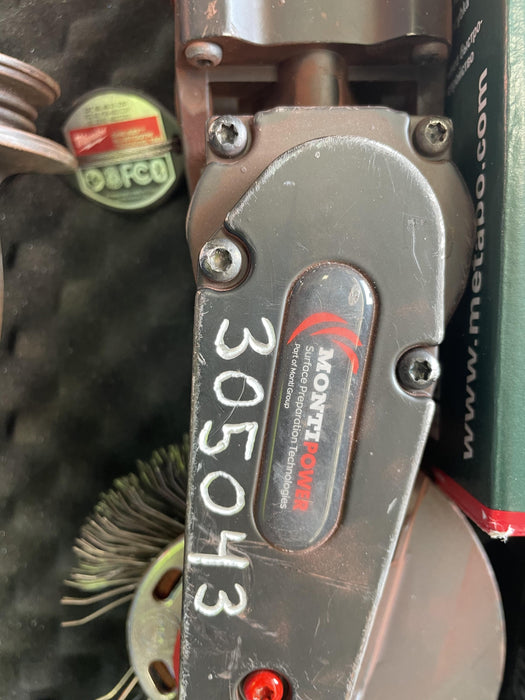 305043
MONTIPOWER
Surface Preparation Technologies
Part of Monti Group
www.metabo.com
Milwaukee